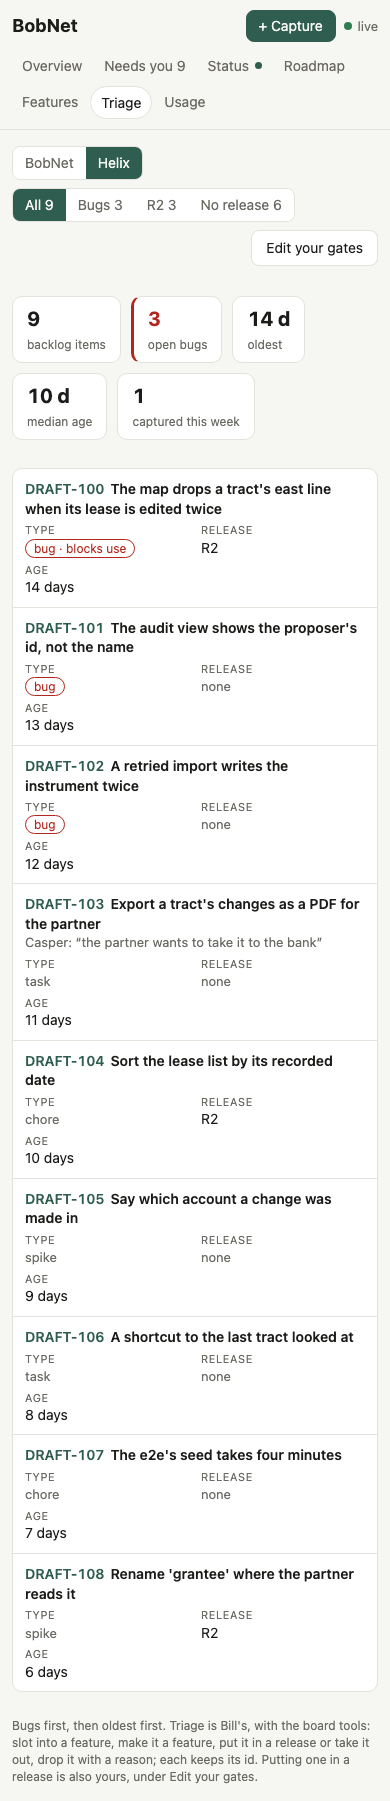 BobNet
+ Capture
live
Overview
Needs you 9
Status
Roadmap
Features
Triage
Usage
BobNet
Helix
All 9
Bugs 3
R2 3
No release 6
Edit your gates
9
backlog items
3
open bugs
14 d
oldest
10 d
median age
1
captured this week
DRAFT-100 The map drops a tract's east line
when its lease is edited twice
TYPE
RELEASE
bug · blocks use
R2
AGE
14 days
DRAFT-101 The audit view shows the proposer's
id, not the name
TYPE
RELEASE
bug
none
AGE
13 days
DRAFT-102 A retried import writes the
instrument twice
TYPE
RELEASE
bug
none
AGE
12 days
DRAFT-103 Export a tract's changes as a PDF for
the partner
Casper: “the partner wants to take it to the bank”
TYPE
RELEASE
task
none
AGE
11 days
DRAFT-104 Sort the lease list by its recorded
date
TYPE
RELEASE
chore
R2
AGE
10 days
DRAFT-105 Say which account a change was
made in
TYPE
RELEASE
spike
none
AGE
9 days
DRAFT-106 A shortcut to the last tract looked at
TYPE
RELEASE
task
none
AGE
8 days
DRAFT-107 The e2e's seed takes four minutes
TYPE
RELEASE
chore
none
AGE
7 days
DRAFT-108 Rename 'grantee' where the partner
reads it
TYPE
RELEASE
spike
R2
AGE
6 days
Bugs first, then oldest first. Triage is Bill's, with the board tools:
slot into a feature, make it a feature, put it in a release or take it
out, drop it with a reason; each keeps its id. Putting one in a
release is also yours, under Edit your gates.